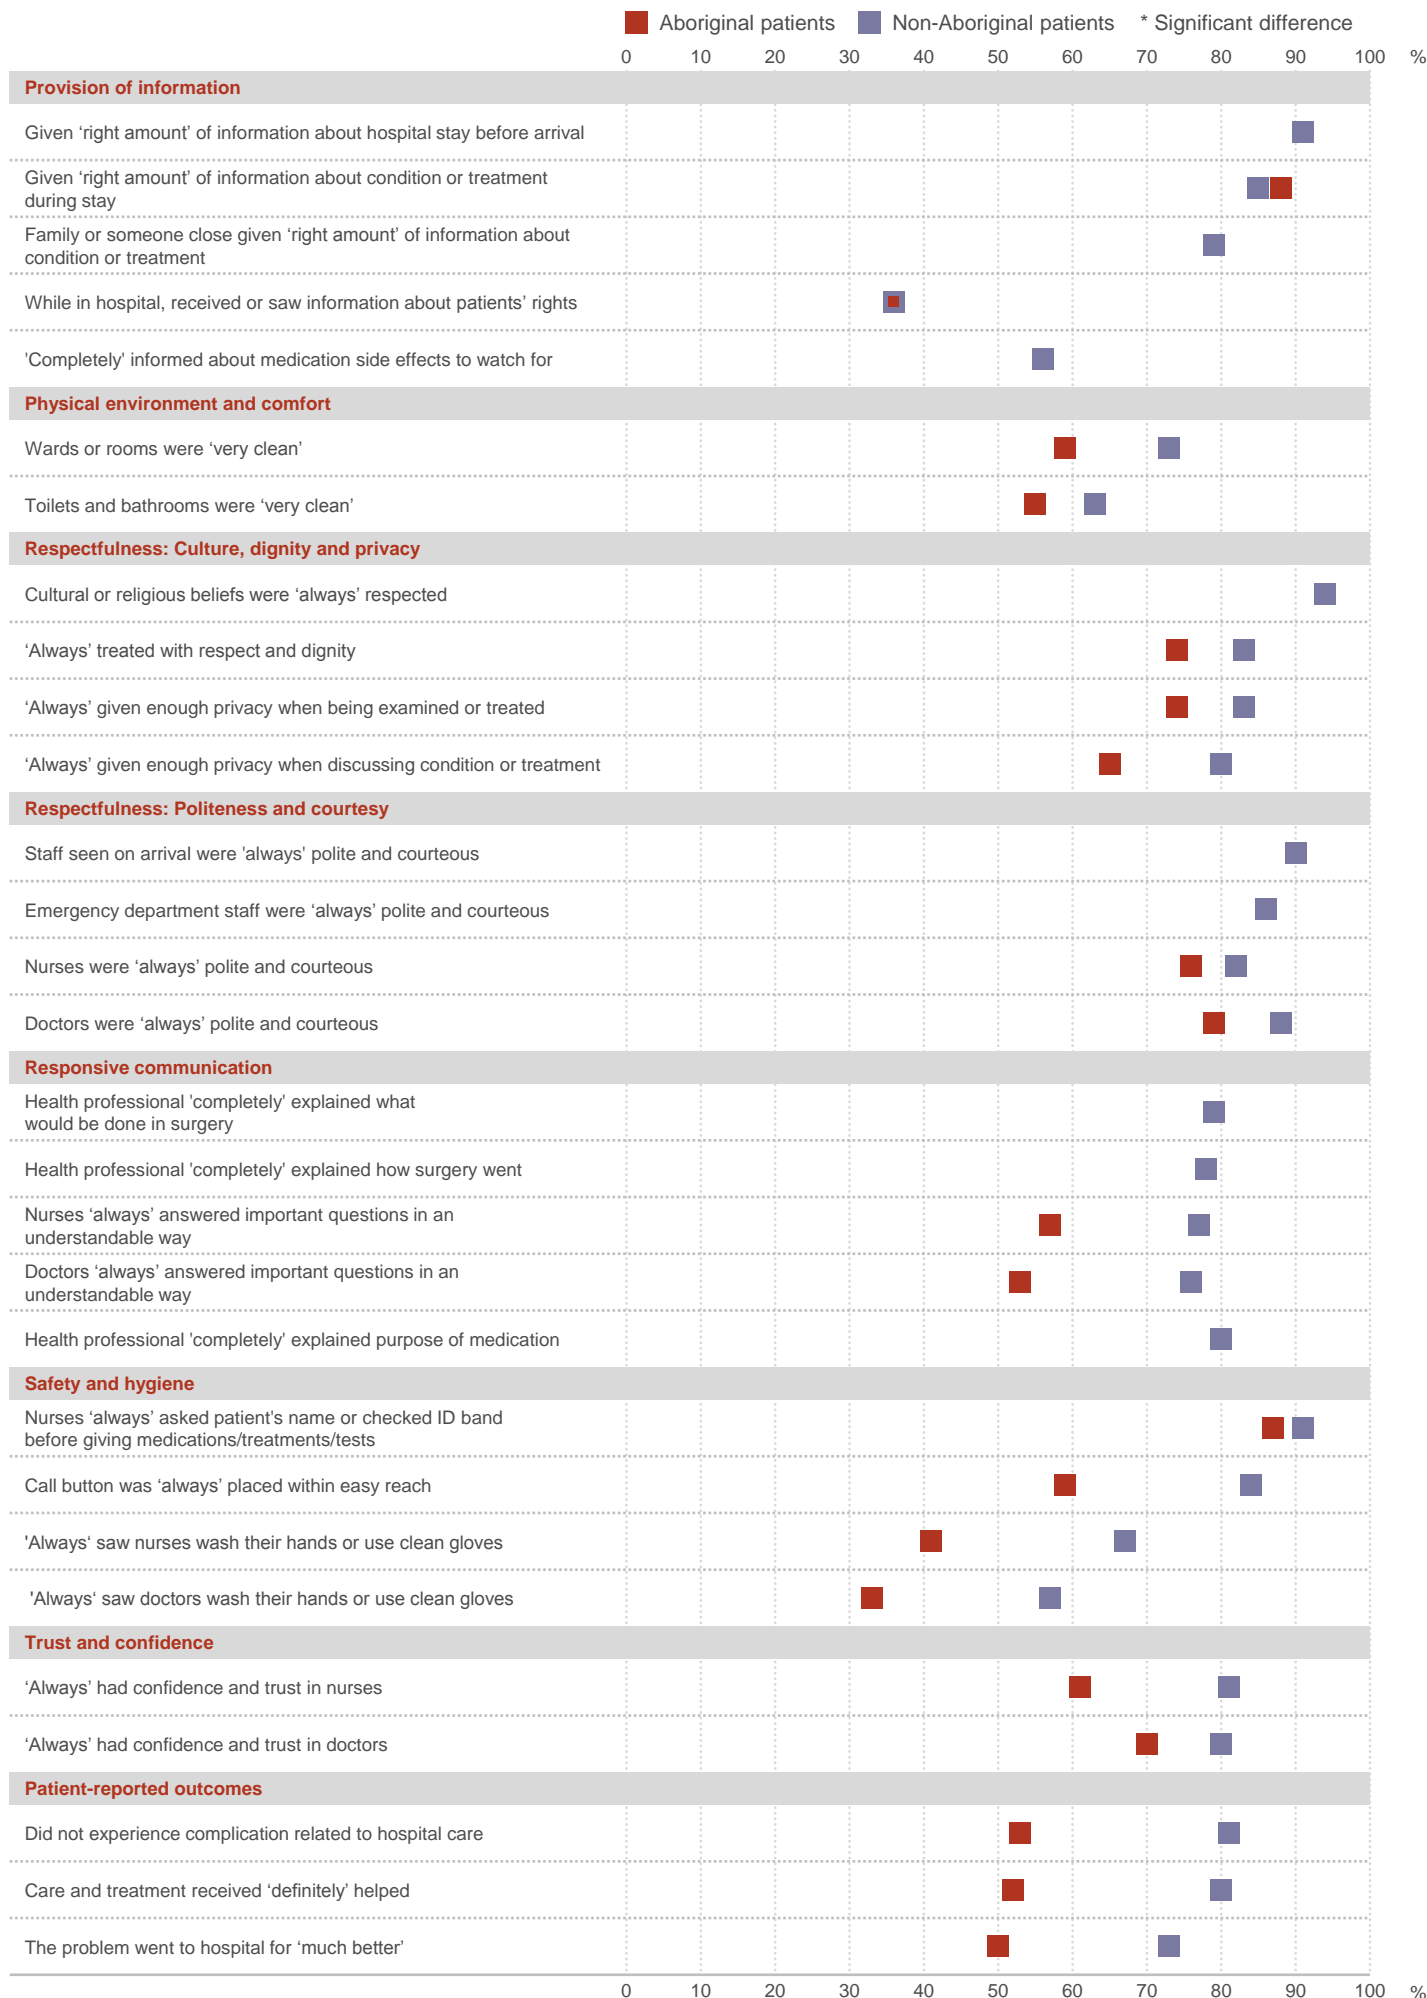 Aboriginal patients Non-Aboriginal patients * Significant difference
0 10 20 30 40 50 60 70 80 90 100 %
Provision of information
Given ‘right amount’ of information about hospital stay before arrival
Given ‘right amount’ of information about condition or treatment
during stay
Family or someone close given ‘right amount’ of information about
condition or treatment
While in hospital, received or saw information about patients’ rights
'Completely’ informed about medication side effects to watch for
Physical environment and comfort
Wards or rooms were ‘very clean’
Toilets and bathrooms were ‘very clean’
Respectfulness: Culture, dignity and privacy
Cultural or religious beliefs were ‘always’ respected
‘Always’ treated with respect and dignity
‘Always’ given enough privacy when being examined or treated
‘Always’ given enough privacy when discussing condition or treatment
Respectfulness: Politeness and courtesy
Staff seen on arrival were 'always' polite and courteous
Emergency department staff were ‘always’ polite and courteous
Nurses were ‘always’ polite and courteous
Doctors were ‘always’ polite and courteous
Responsive communication
Health professional 'completely' explained what
would be done in surgery
Health professional 'completely' explained how surgery went
Nurses ‘always’ answered important questions in an
understandable way
Doctors ‘always’ answered important questions in an
understandable way
Health professional 'completely' explained purpose of medication
Safety and hygiene
Nurses ‘always’ asked patient's name or checked ID band
before giving medications/treatments/tests
Call button was ‘always’ placed within easy reach
'Always‘ saw nurses wash their hands or use clean gloves
'Always‘ saw doctors wash their hands or use clean gloves
Trust and confidence
‘Always’ had confidence and trust in nurses
‘Always’ had confidence and trust in doctors
Patient-reported outcomes
Did not experience complication related to hospital care
Care and treatment received ‘definitely’ helped
The problem went to hospital for ‘much better’
0 10 20 30 40 50 60 70 80 90 100 %